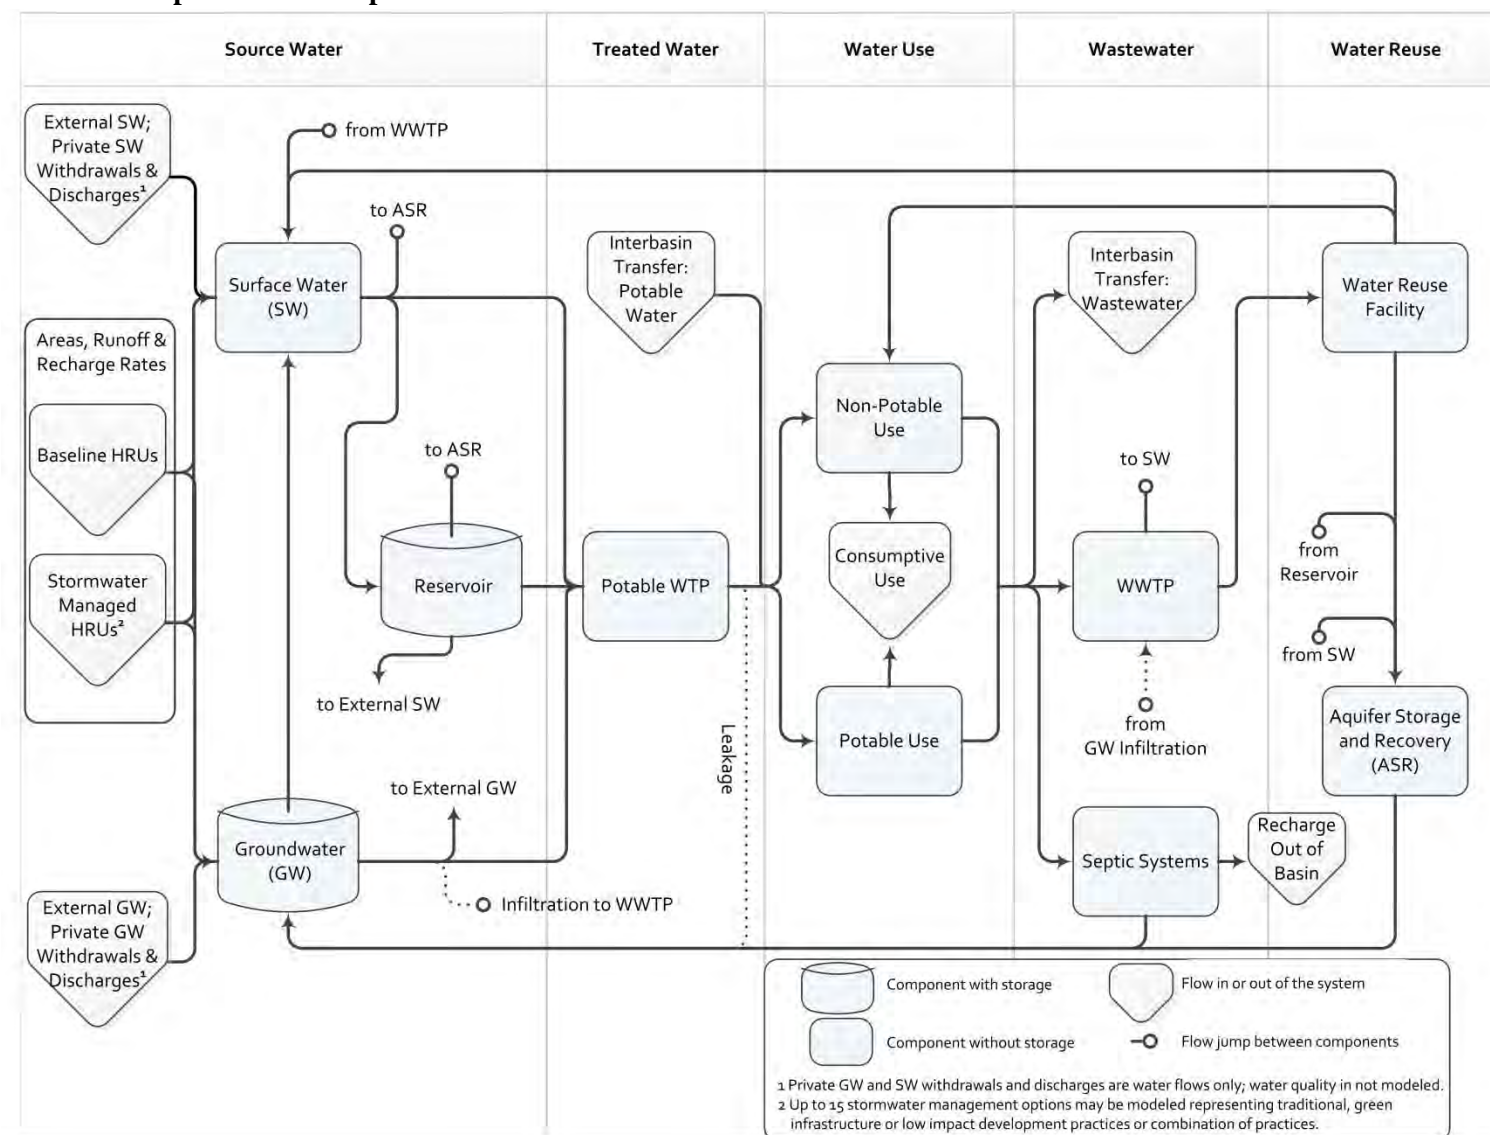 Source Water
Treated Water
Water Use
Wastewater
Water Reuse
External SW;
Private SW
Withdrawals &
Discharges¹
from WWTP
to ASR
Surface Water
(SW)
Areas, Runoff &
Recharge Rates
Baseline HRUs
Stormwater
Managed
HRUs²
to ASR
Reservoir
to External SW
to External GW
Groundwater
(GW)
Infiltration to WWTP
External GW;
Private GW
Withdrawals &
Discharges¹
Interbasin
Transfer:
Potable
Water
Potable WTP
Leakage
Non-Potable
Use
Consumptive
Use
Potable Use
Interbasin
Transfer:
Wastewater
to SW
WWTP
from
GW Infiltration
Septic Systems
Recharge
Out of
Basin
Water Reuse
Facility
from
Reservoir
from SW
Aquifer Storage
and Recovery
(ASR)
Component with storage
Flow in or out of the system
Component without storage
Flow jump between components
1 Private GW and SW withdrawals and discharges are water flows only; water quality in not modeled.
2 Up to 15 stormwater management options may be modeled representing traditional, green
infrastructure or low impact development practices or combination of practices.